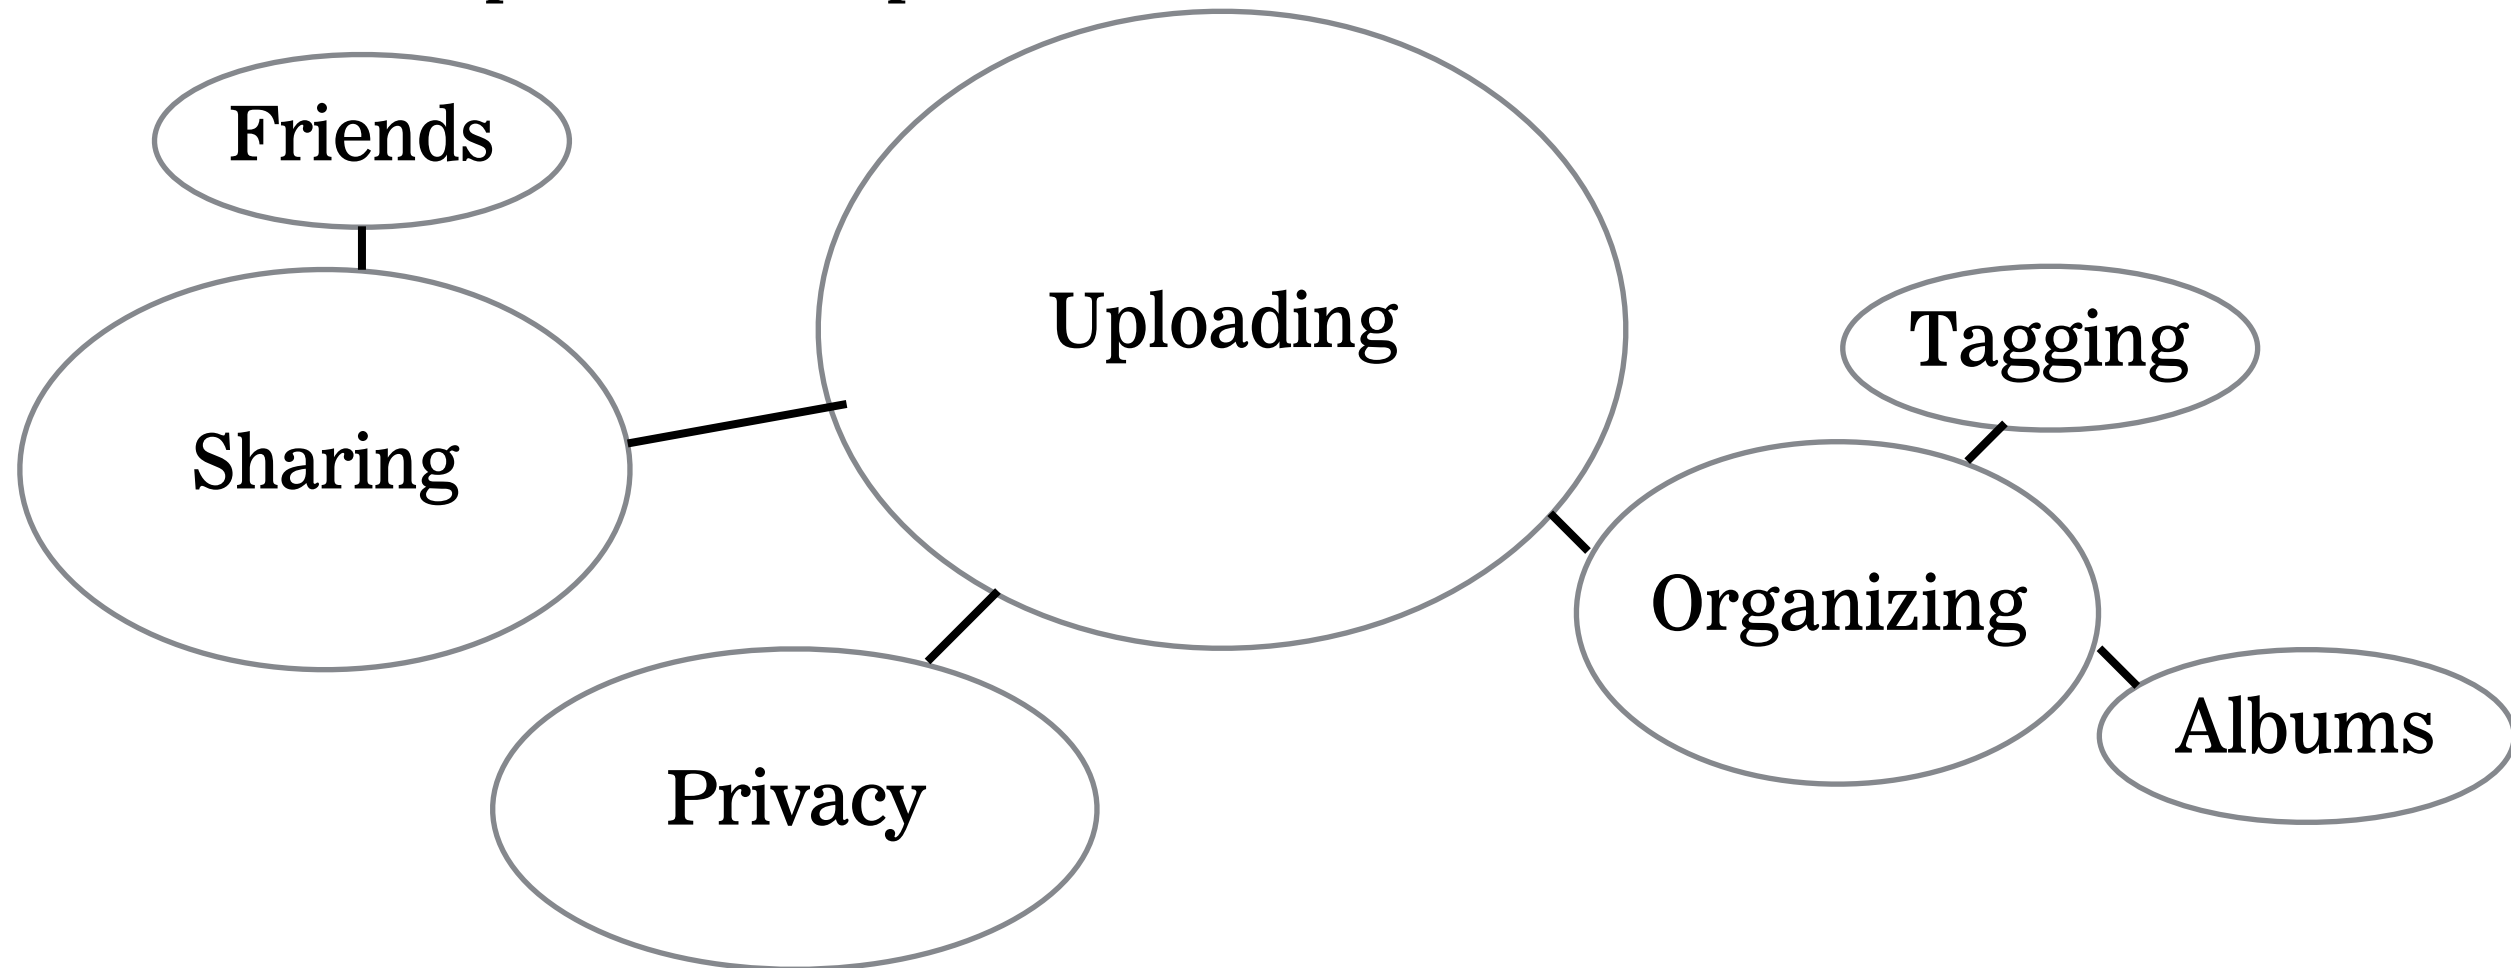 Friends
Uploading
Tagging
Sharing
Organizing
Albums
Privacy